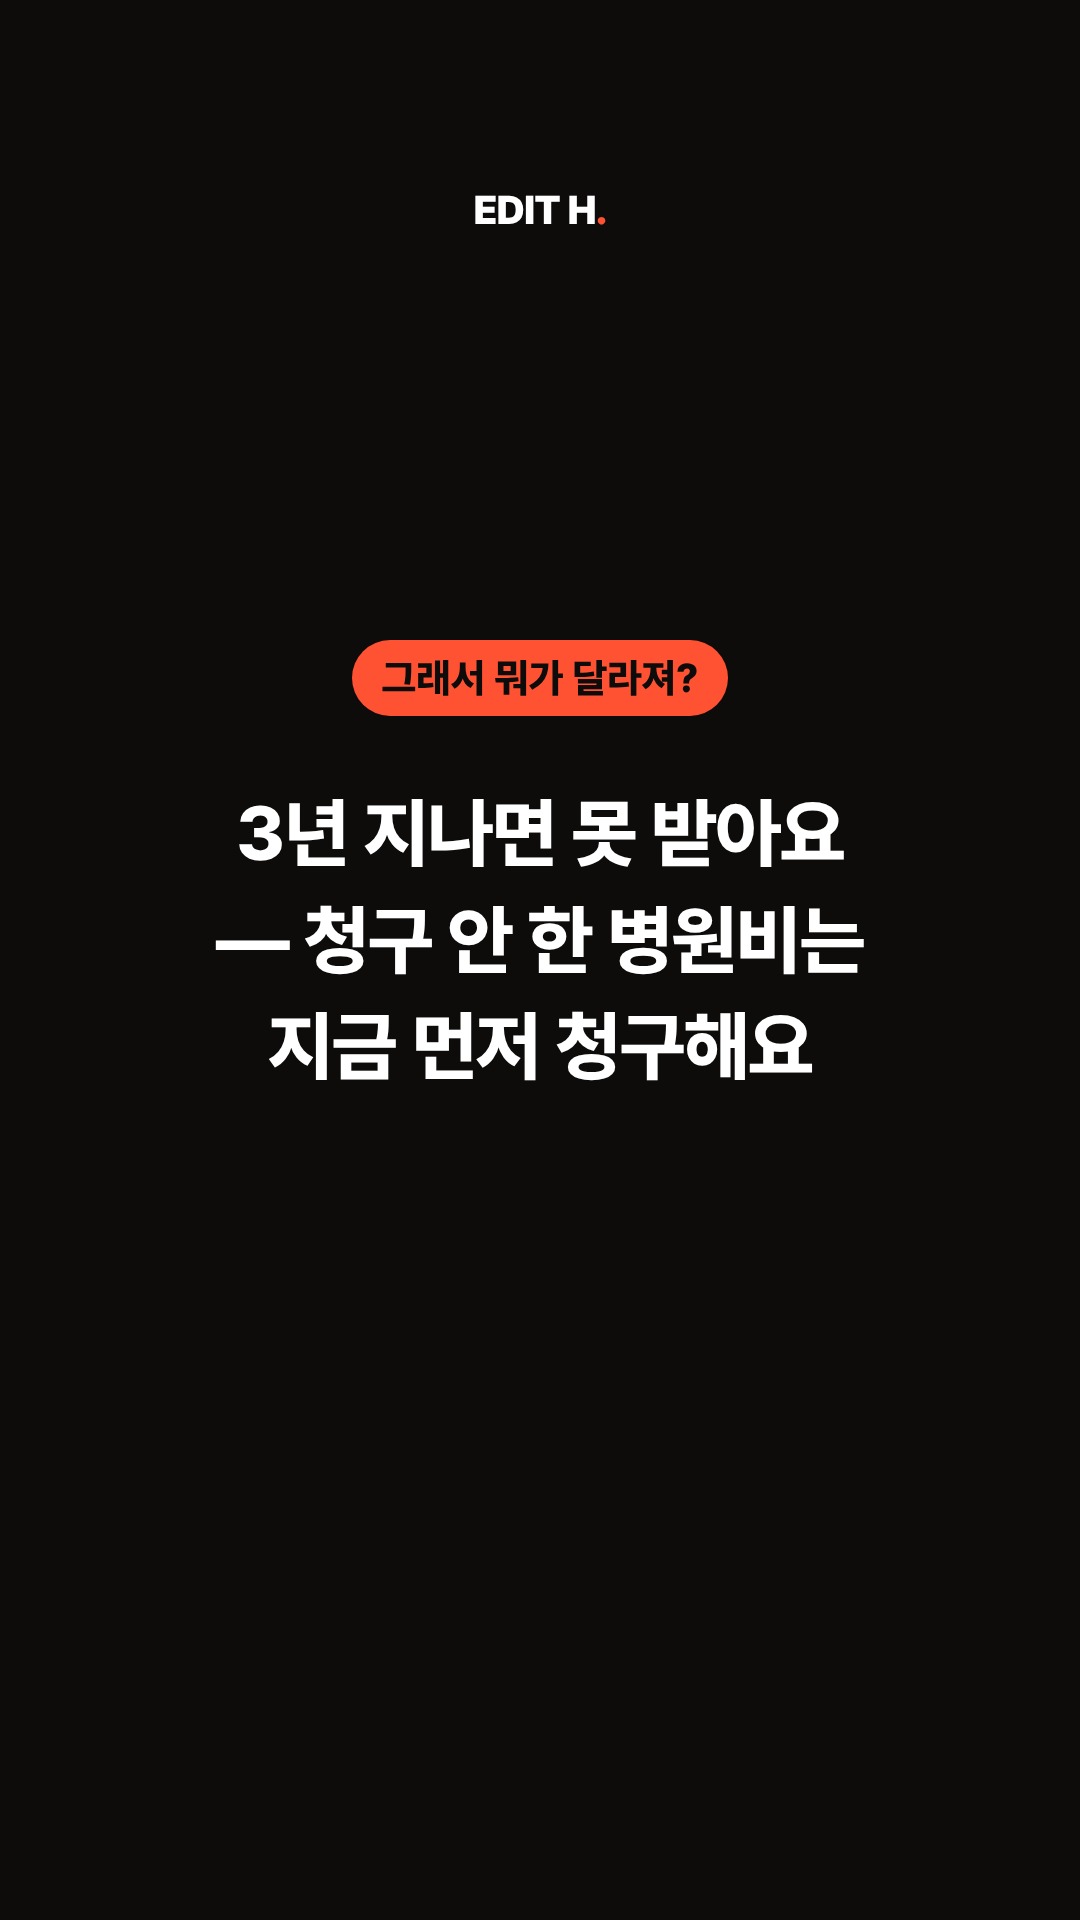 EDIT H.
그래서 뭐가 달라져?
3년 지나면 못 받아요
— 청구 안 한 병원비는
지금 먼저 청구해요